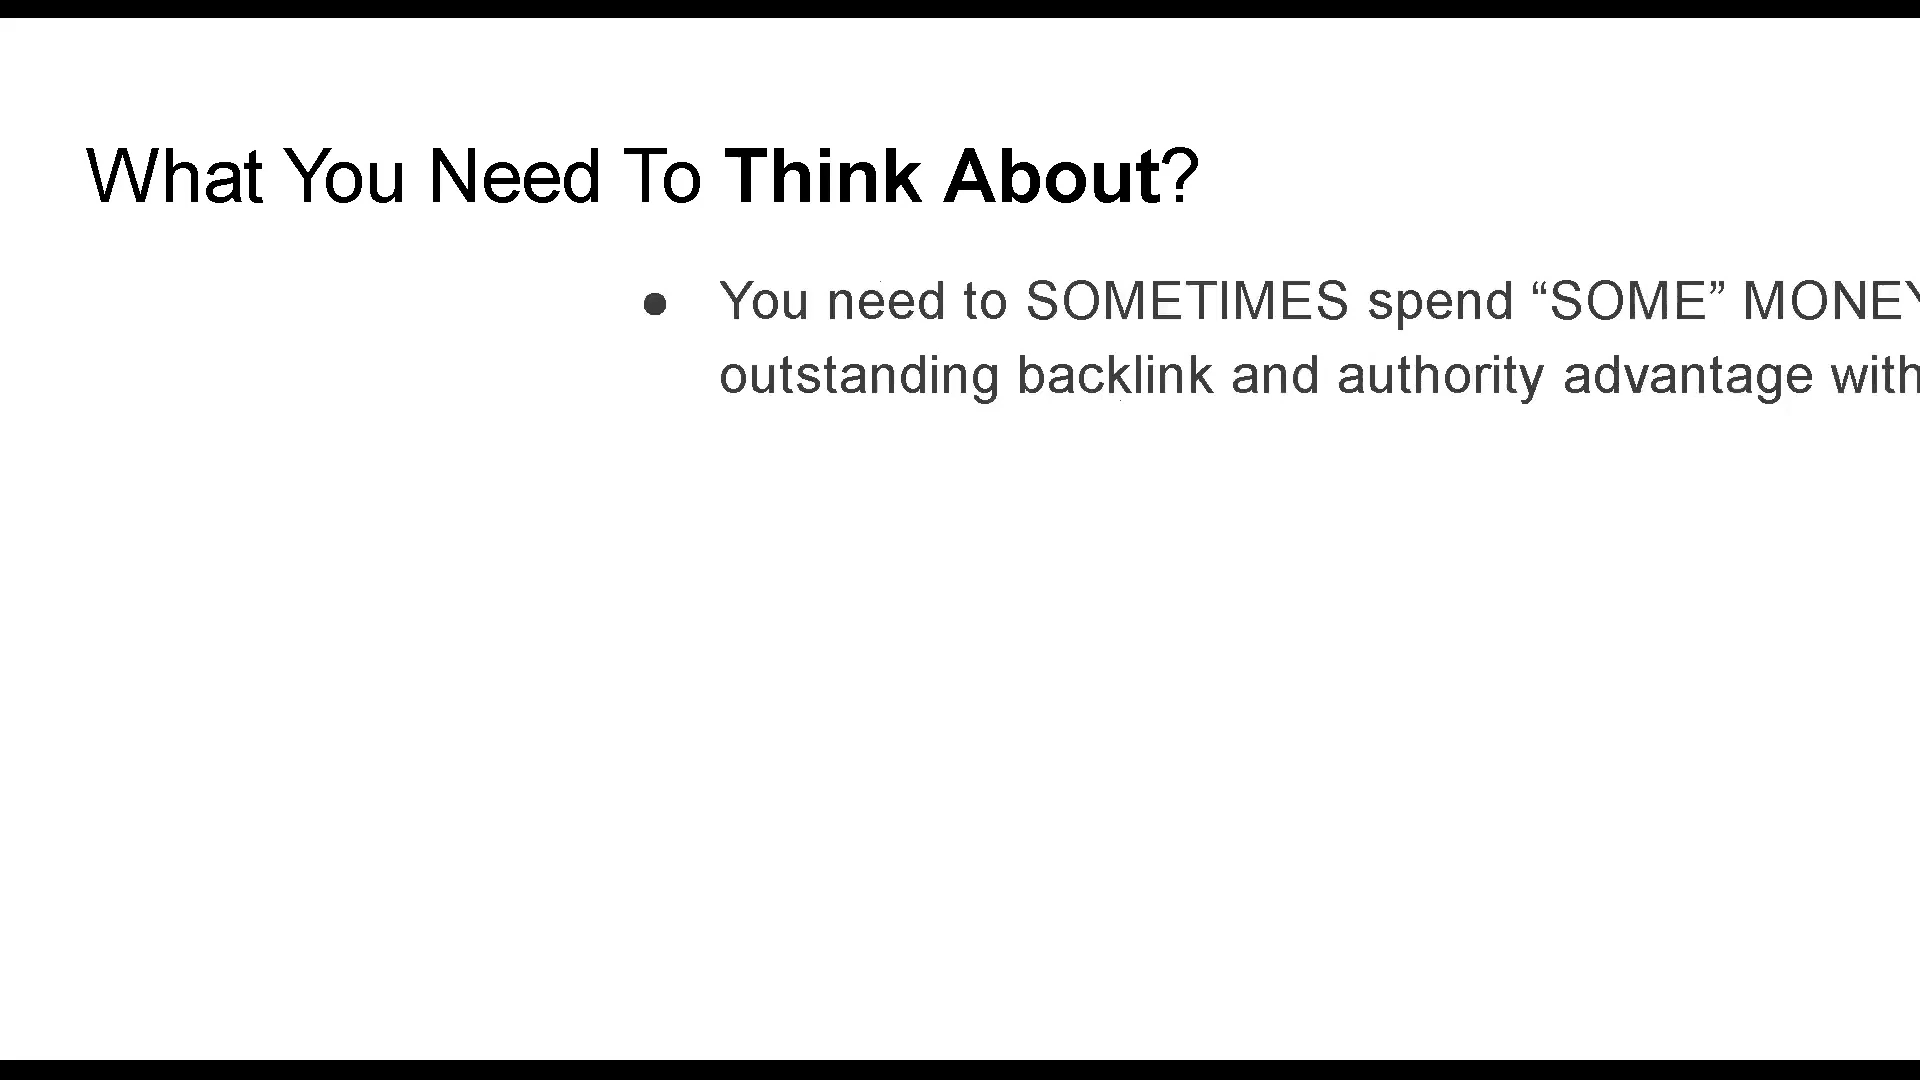 What You Need To Think About?
● You need to SOMETIMES spend “SOME” MONEY
outstanding backlink and authority advantage with